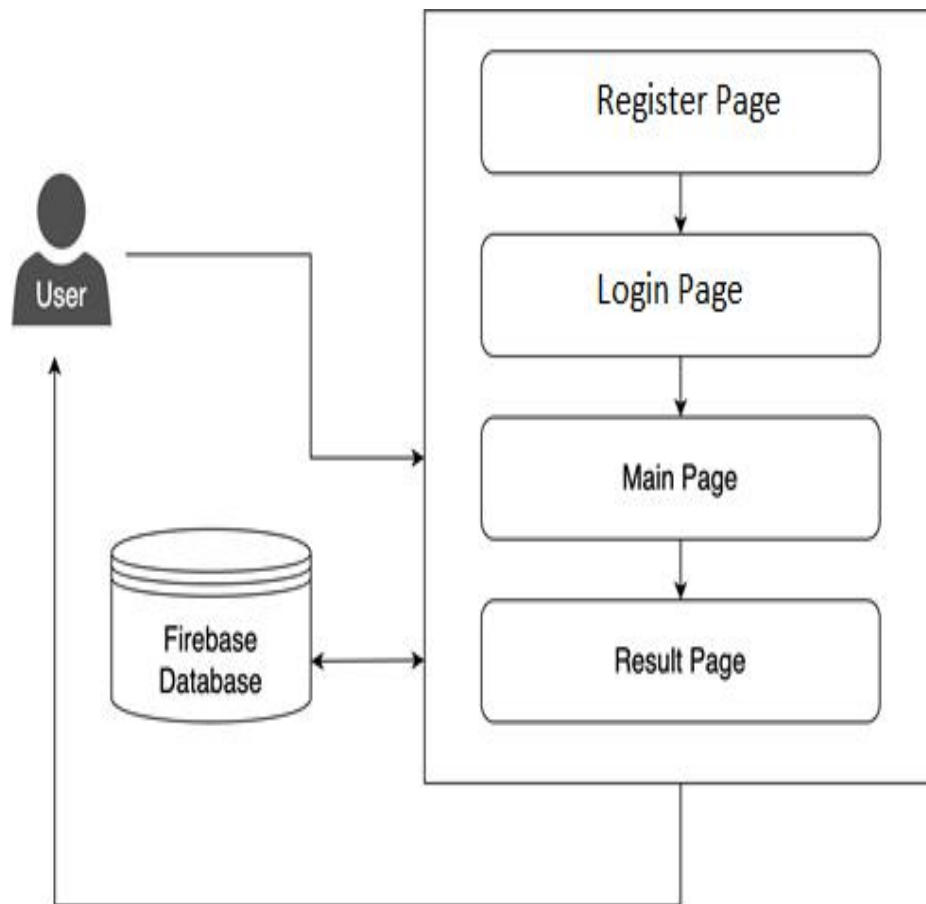 Register Page
Login Page
User
Main Page
Firebase
Database
Result Page